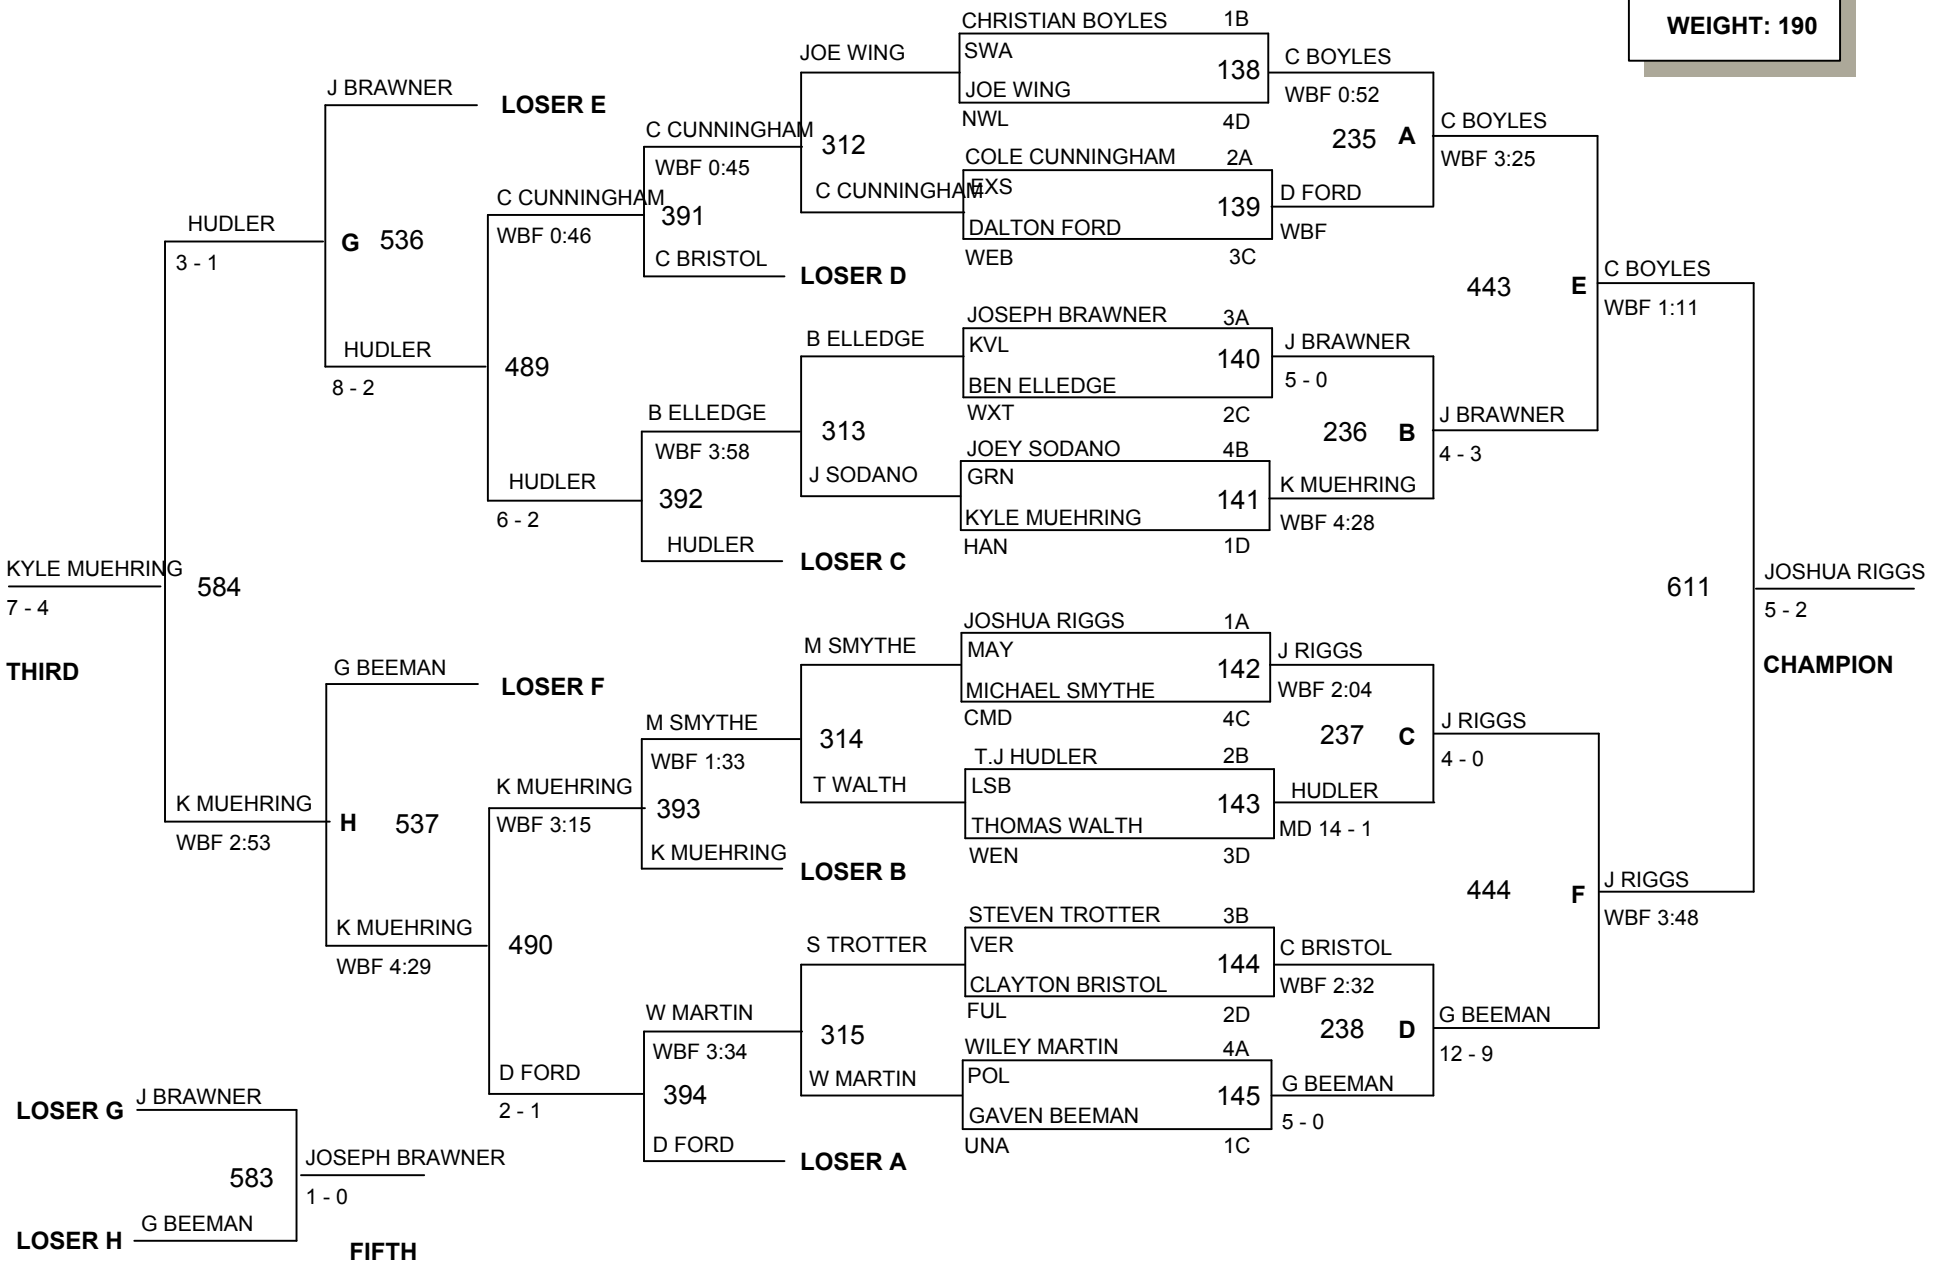 WEIGHT: 190
CHRISTIAN BOYLES 1B
SWA
138
JOE WING
NWL 4D
COLE CUNNINGHAM 2A
EXS
139
DALTON FORD
WEB 3C
JOSEPH BRAWNER 3A
KVL
140
BEN ELLEDGE
WXT 2C
JOEY SODANO 4B
GRN
141
KYLE MUEHRING
HAN 1D
JOSHUA RIGGS 1A
MAY
142
MICHAEL SMYTHE
CMD 4C
T.J HUDLER 2B
LSB
143
THOMAS WALTH
WEN 3D
STEVEN TROTTER 3B
VER
144
CLAYTON BRISTOL
FUL 2D
WILEY MARTIN 4A
POL
145
GAVEN BEEMAN
UNA 1C
C BOYLES
WBF 0:52
235 A
D FORD
WBF
J BRAWNER
5 - 0
236 B
K MUEHRING
WBF 4:28
J RIGGS
WBF 2:04
237 C
HUDLER
MD 14 - 1
C BRISTOL
WBF 2:32
238 D
G BEEMAN
5 - 0
C BOYLES
WBF 3:25
443 E
J BRAWNER
4 - 3
J RIGGS
4 - 0
444 F
G BEEMAN
12 - 9
C BOYLES
WBF 1:11
611
J RIGGS
WBF 3:48
JOSHUA RIGGS
5 - 2
CHAMPION
JOE WING
312
C CUNNINGHAM
B ELLEDGE
313
J SODANO
M SMYTHE
314
T WALTH
S TROTTER
315
W MARTIN
C CUNNINGHAM
WBF 0:45
391
C BRISTOL
LOSER D
B ELLEDGE
WBF 3:58
392
HUDLER
LOSER C
M SMYTHE
WBF 1:33
393
K MUEHRING
LOSER B
W MARTIN
WBF 3:34
394
D FORD
LOSER A
C CUNNINGHAM
WBF 0:46
489
HUDLER
6 - 2
K MUEHRING
WBF 3:15
490
D FORD
2 - 1
J BRAWNER
LOSER E
G 536
HUDLER
8 - 2
G BEEMAN
LOSER F
H 537
K MUEHRING
WBF 4:29
HUDLER
3 - 1
584
K MUEHRING
WBF 2:53
KYLE MUEHRING
7 - 4
THIRD
LOSER G J BRAWNER
583
LOSER H G BEEMAN
JOSEPH BRAWNER
1 - 0
FIFTH